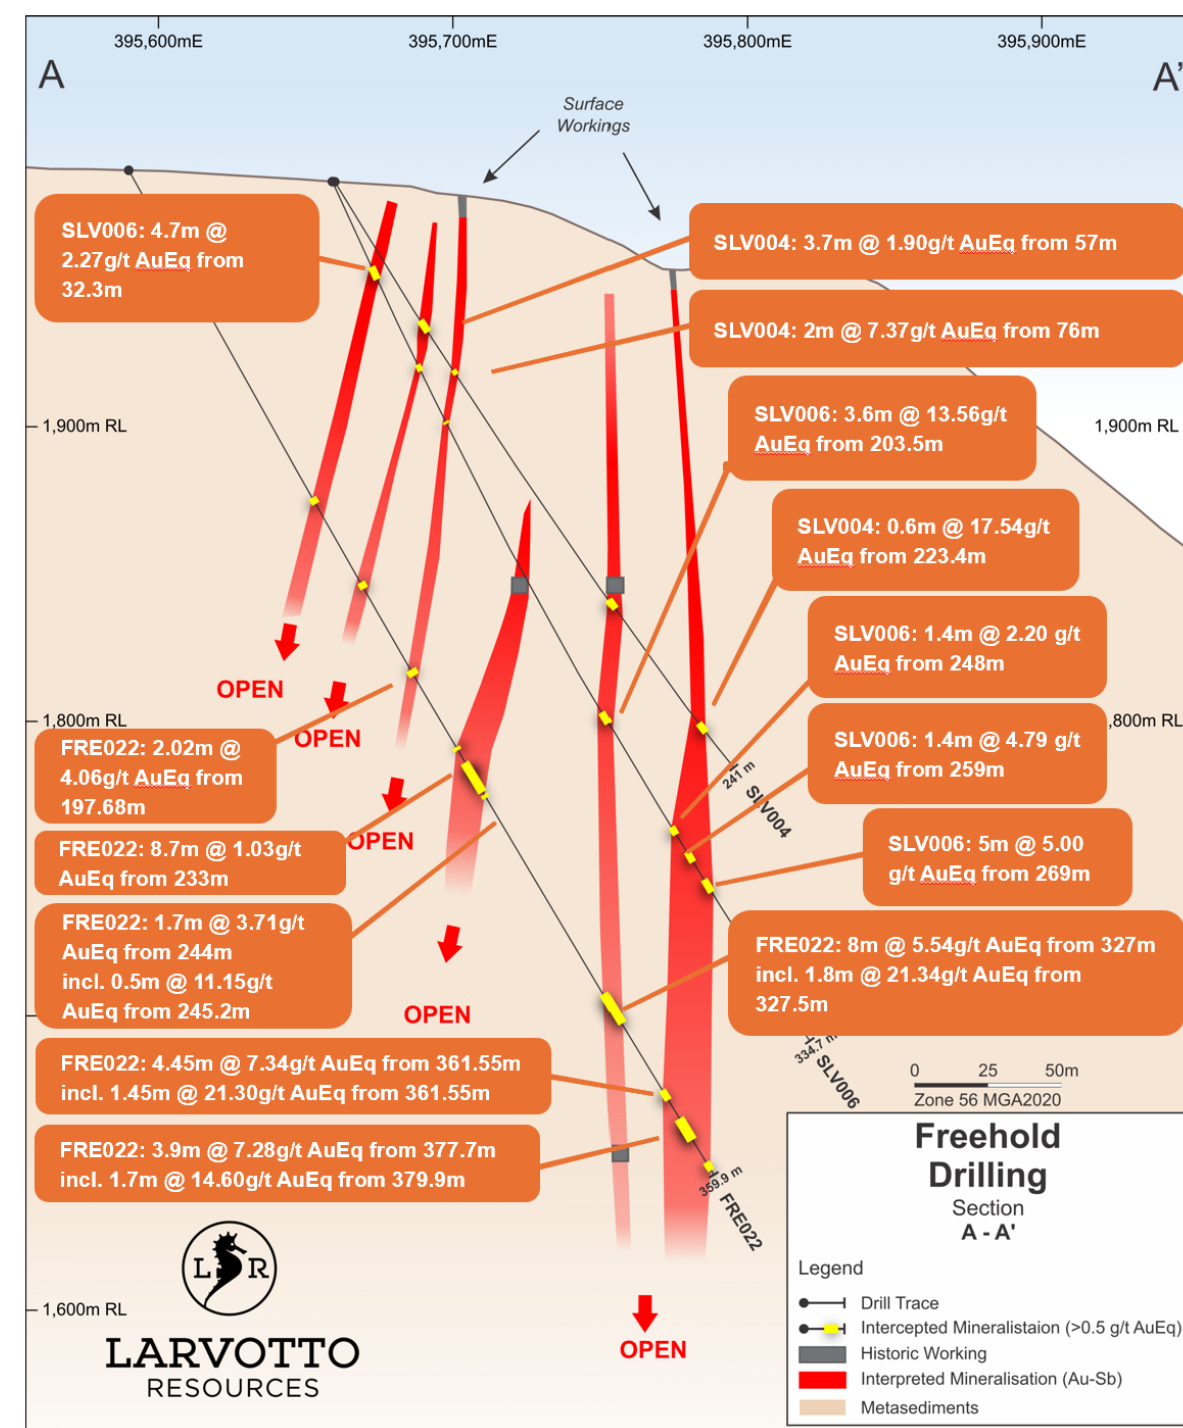 395,600mE
395,700mE
395,800mE
395,900mE
A
A'
Surface
Workings
SLV006: 4.7m @
2.27g/t AuEq from
32.3m
SLV004: 3.7m @ 1.90g/t AuEq from 57m
SLV004: 2m @ 7.37g/t AuEq from 76m
SLV006: 3.6m @ 13.56g/t
AuEq from 203.5m
1,900m RL
1,900m RL
SLV004: 0.6m @ 17.54g/t
AuEq from 223.4m
SLV006: 1.4m @ 2.20 g/t
AuEq from 248m
OPEN
OPEN
1,800m RL
,800m RL
SLV006: 1.4m @ 4.79 g/t
AuEq from 259m
FRE022: 2.02m @
4.06g/t AuEq from
197.68m
241 m
SLV004
OPEN
FRE022: 8.7m @ 1.03g/t
AuEq from 233m
SLV006: 5m @ 5.00
g/t AuEq from 269m
FRE022: 1.7m @ 3.71g/t
AuEq from 244m
incl. 0.5m @ 11.15g/t
AuEq from 245.2m
FRE022: 8m @ 5.54g/t AuEq from 327m
incl. 1.8m @ 21.34g/t AuEq from
327.5m
OPEN
334.7 m
SLV006
FRE022: 4.45m @ 7.34g/t AuEq from 361.55m
incl. 1.45m @ 21.30g/t AuEq from 361.55m
0 25 50m
Zone 56 MGA2020
FRE022: 3.9m @ 7.28g/t AuEq from 377.7m
incl. 1.7m @ 14.60g/t AuEq from 379.9m
359.9 m
FRE022
Freehold
Drilling
Section
A - A'
Legend
Drill Trace
Intercepted Mineralistaion (>0.5 g/t AuEq)
Historic Working
Interpreted Mineralisation (Au-Sb)
Metasediments
1,600m RL
OPEN
L R
LARVOTTO
RESOURCES